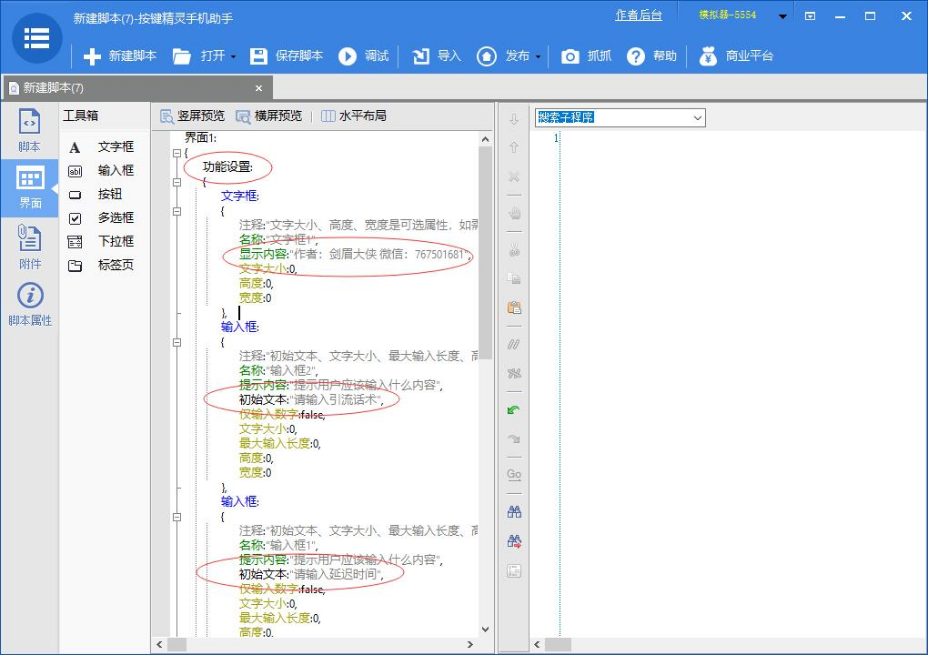 新建脚本(7)-按键精灵手机助手
作者后台
模拟器-5554
新建脚本
打开
保存脚本
调试
导入
发布
抓抓
帮助
商业平台
新建脚本(7)
脚本
界面
附件
脚本属性
工具箱
A 文字框
abl 输入框
按钮
多选框
下拉框
标签页
竖屏预览
横屏预览
水平布局
界面1:
{
功能设置:
{
文字框:
{
注释:"文字大小、高度、宽度是可选属性，如需
名称:"文字框1",
显示内容:"作者：剑眉大侠 微信：767501681",
文字大小:0,
高度:0,
宽度:0
},
输入框:
{
注释:"初始文本、文字大小、最大输入长度、高
名称:"输入框2",
提示内容:"提示用户应该输入什么内容",
初始文本:"请输入引流话术",
仅输入数字:false,
文字大小:0,
最大输入长度:0,
高度:0,
宽度:0
},
输入框:
{
注释:"初始文本、文字大小、最大输入长度、高
名称:"输入框1",
提示内容:"提示用户应该输入什么内容",
初始文本:"请输入延迟时间",
仅输入数字:false,
文字大小:0,
最大输入长度:0,
高度:0,
Go
搜索子程序
1